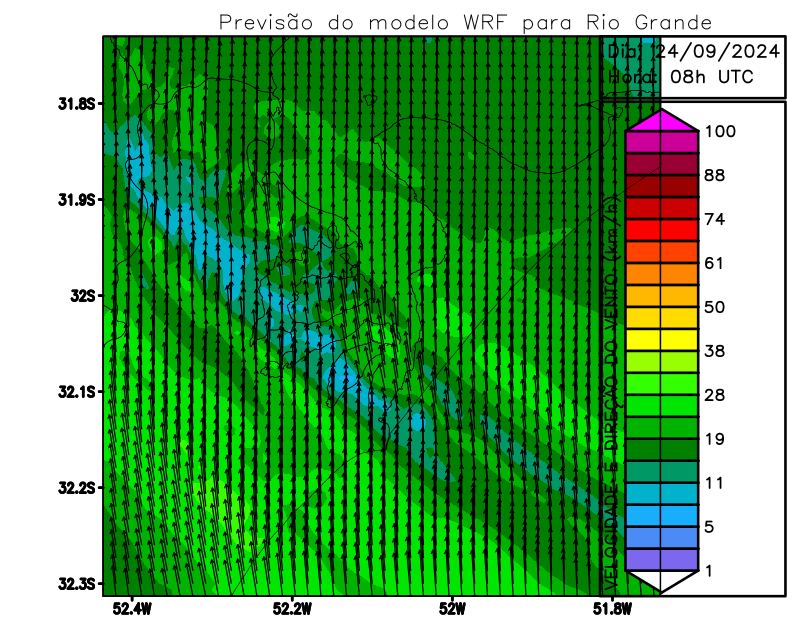 Previsão do modelo WRF para Rio Grande
Dia: 24/09/2024
Hora: 08h UTC
31.8S
31.9S
32S
32.1S
32.2S
32.3S
52.4W
52.2W
52W
51.8W
VELOCIDADE E DIREÇÃO DO VENTO (km/h)
100
88
74
61
50
38
28
19
11
5
1